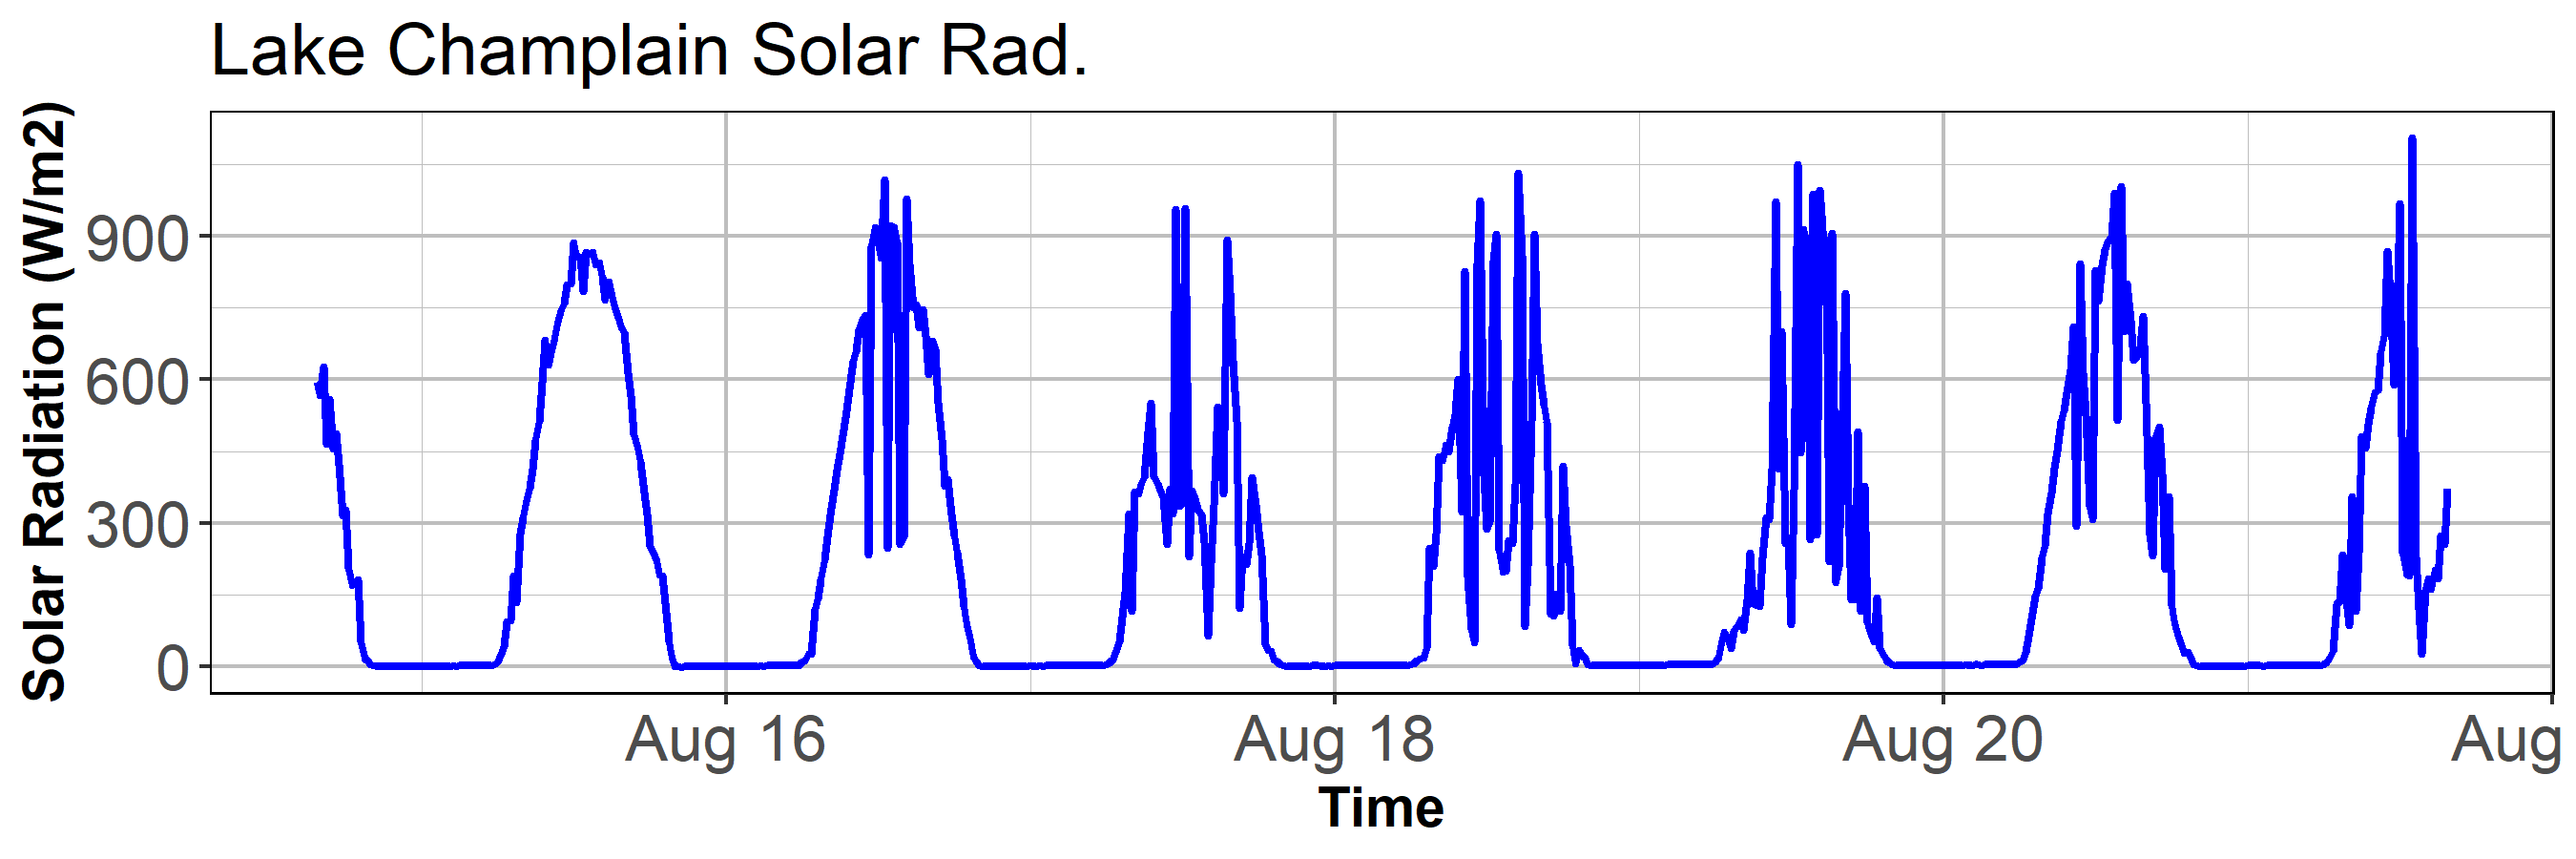 Lake Champlain Solar Rad.
Solar Radiation (W/m2)
900
600
300
0
Aug 16 Aug 18 Aug 20 Aug
Time